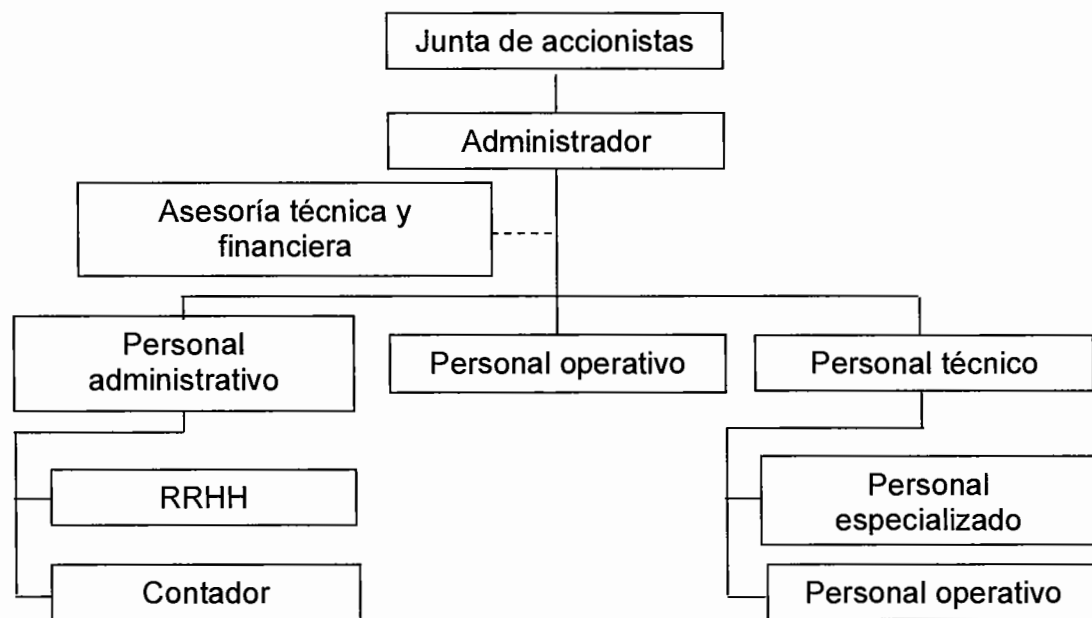 Junta de accionistas
Administrador
Asesoría técnica y
financiera
Personal
administrativo
Personal operativo
Personal técnico
RRHH
Personal
especializado
Contador
Personal operativo